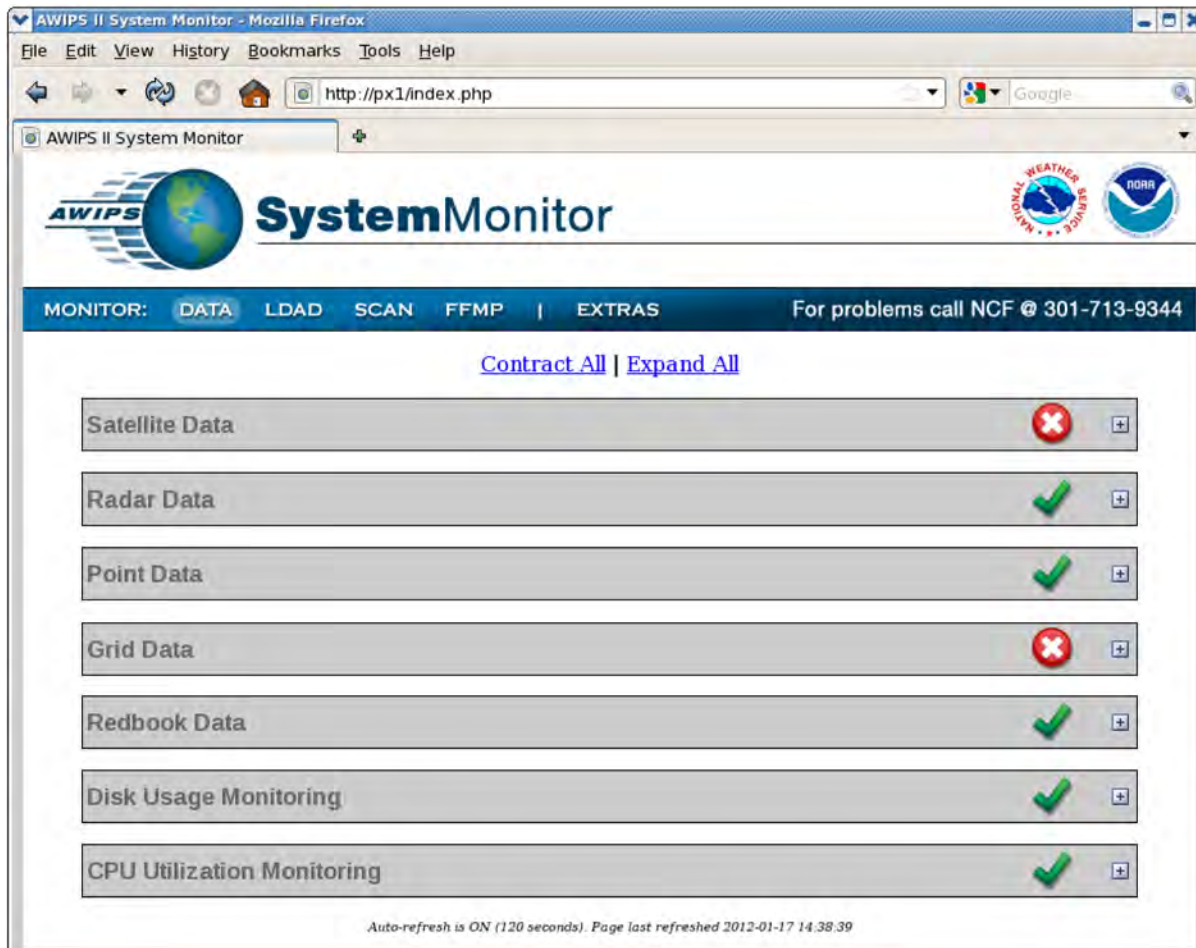 AWIPS II System Monitor - Mozilla Firefox
File Edit View History Bookmarks Tools Help
http://px1/index.php
Google
AWIPS II System Monitor
AWIPS
SystemMonitor
NATIONAL WEATHER SERVICE
NOAA
MONITOR: DATA LDAD SCAN FFMP | EXTRAS For problems call NCF @ 301-713-9344
Contract All | Expand All
Satellite Data
Radar Data
Point Data
Grid Data
Redbook Data
Disk Usage Monitoring
CPU Utilization Monitoring
Auto-refresh is ON (120 seconds). Page last refreshed 2012-01-17 14:38:39